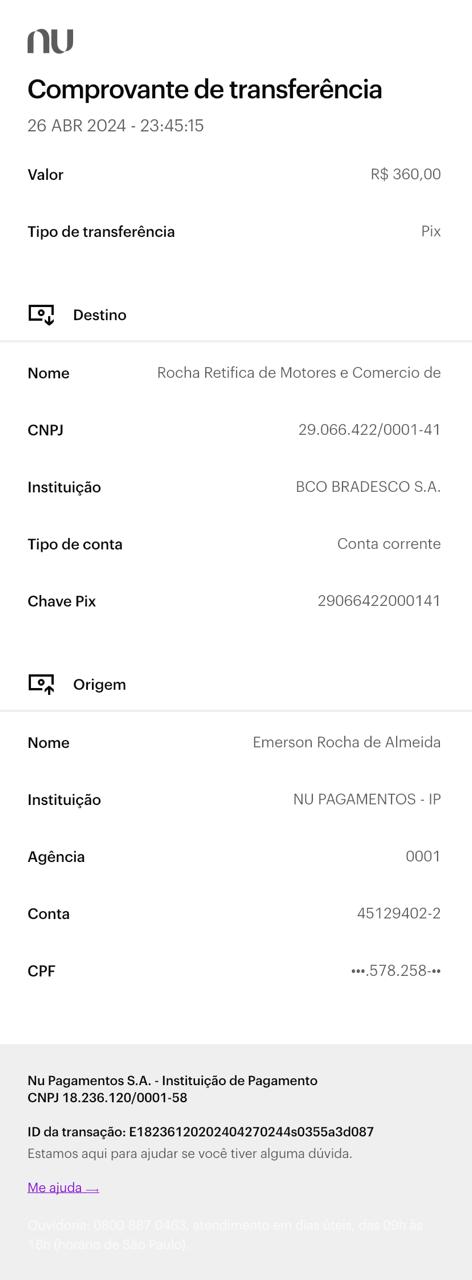 nu
Comprovante de transferência
26 ABR 2024 - 23:45:15
Valor R$ 360,00
Tipo de transferência Pix
Destino
Nome Rocha Retifica de Motores e Comercio de
CNPJ 29.066.422/0001-41
Instituição BCO BRADESCO S.A.
Tipo de conta Conta corrente
Chave Pix 29066422000141
Origem
Nome Emerson Rocha de Almeida
Instituição NU PAGAMENTOS - IP
Agência 0001
Conta 45129402-2
CPF •••.578.258-••
Nu Pagamentos S.A. - Instituição de Pagamento
CNPJ 18.236.120/0001-58
ID da transação: E18236120202404270244s0355a3d087
Estamos aqui para ajudar se você tiver alguma dúvida.
Me ajuda →
Ouvidoria: 0800 887 0463, atendimento em dias úteis, das 09h às
18h (horário de São Paulo).